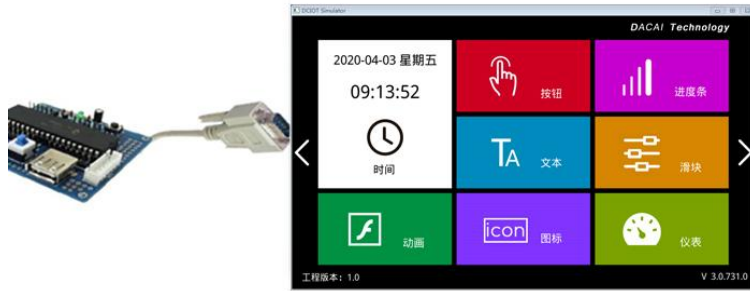 DCIOT Simulator
DACAI Technology
2020-04-03 星期五
09:13:52
时间
按钮
进度条
TA 文本
滑块
动画
icon 图标
仪表
工程版本：1.0
V 3.0.731.0